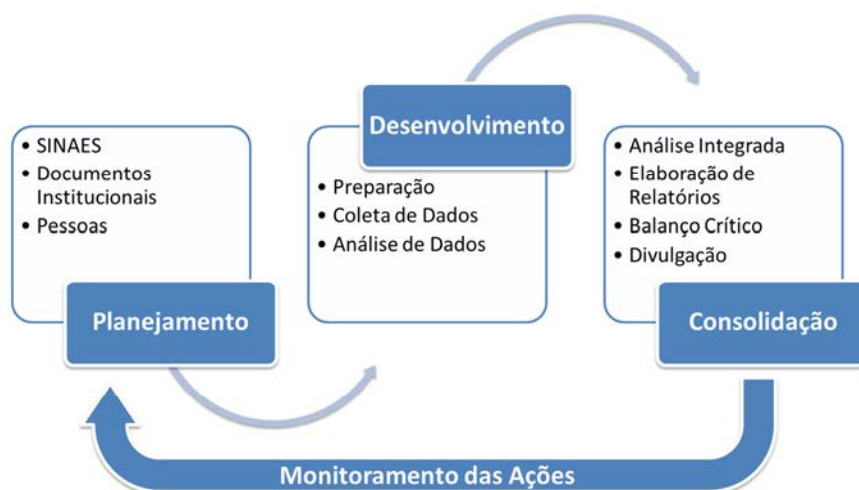 • SINAES
• Documentos
Institucionais
• Pessoas
Planejamento
Desenvolvimento
• Preparação
• Coleta de Dados
• Análise de Dados
• Análise Integrada
• Elaboração de
Relatórios
• Balanço Crítico
• Divulgação
Consolidação
Monitoramento das Ações